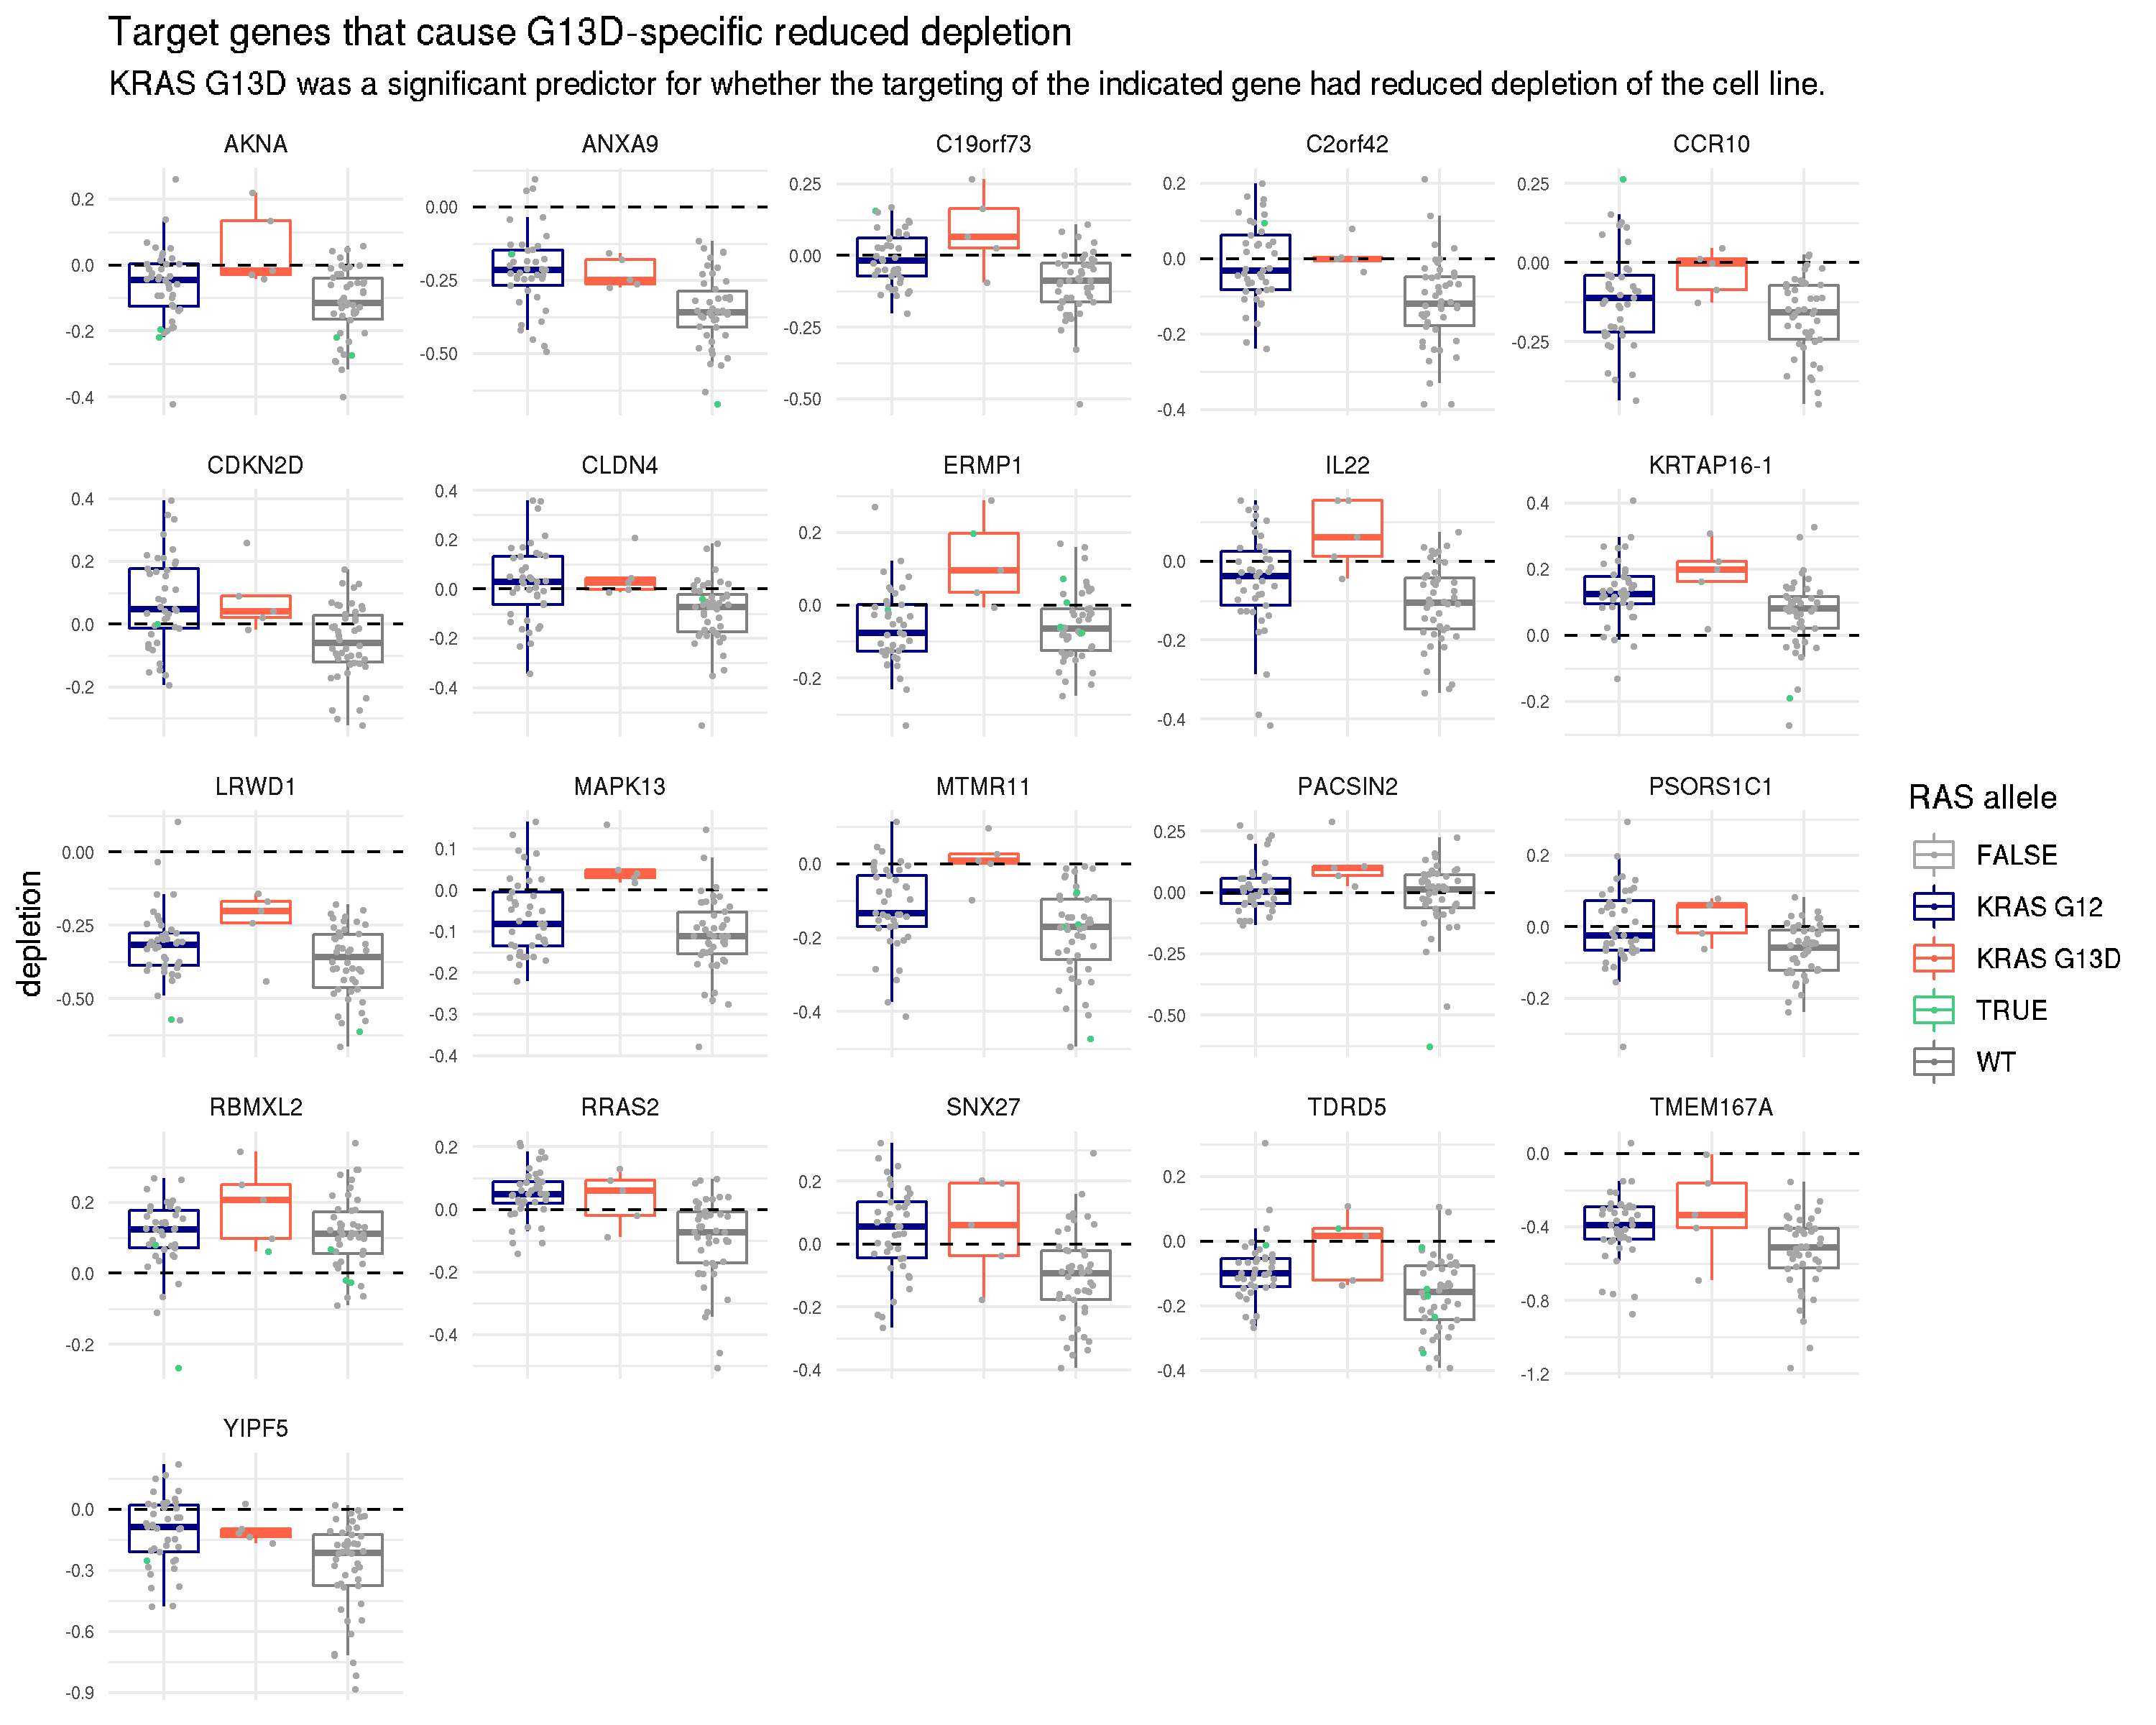 Target genes that cause G13D-specific reduced depletion
KRAS G13D was a significant predictor for whether the targeting of the indicated gene had reduced depletion of the cell line.
AKNA
0.2
0.0
-0.2
-0.4
ANXA9
0.00
-0.25
-0.50
C19orf73
0.25
0.00
-0.25
-0.50
C2orf42
0.2
0.0
-0.2
-0.4
CCR10
0.25
0.00
-0.25
CDKN2D
0.4
0.2
0.0
-0.2
CLDN4
0.4
0.2
0.0
-0.2
-0.4
ERMP1
0.2
0.0
-0.2
IL22
0.0
-0.2
-0.4
KRTAP16-1
0.4
0.2
0.0
-0.2
LRWD1
0.00
-0.25
-0.50
MAPK13
0.1
0.0
-0.1
-0.2
-0.3
-0.4
MTMR11
0.0
-0.2
-0.4
PACSIN2
0.25
0.00
-0.25
-0.50
PSORS1C1
0.2
0.0
-0.2
RBMXL2
0.2
0.0
-0.2
RRAS2
0.2
0.0
-0.2
-0.4
SNX27
0.2
0.0
-0.2
-0.4
TDRD5
0.2
0.0
-0.2
-0.4
TMEM167A
0.0
-0.4
-0.8
-1.2
YIPF5
0.0
-0.3
-0.6
-0.9
depletion
RAS allele
FALSE
KRAS G12
KRAS G13D
TRUE
WT